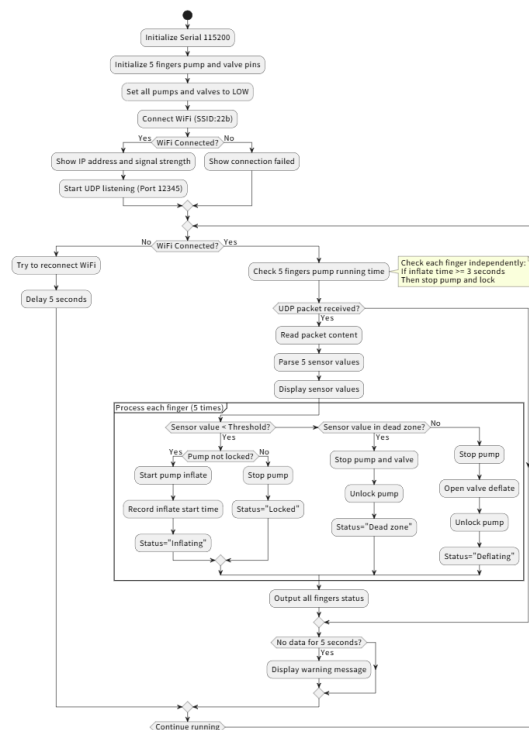 Initialize Serial 115200
Initialize 5 fingers pump and valve pins
Set all pumps and valves to LOW
Connect WiFi (SSID:22b)
Yes WiFi Connected? No
Show IP address and signal strength
Show connection failed
Start UDP listening (Port 12345)
No WiFi Connected? Yes
Try to reconnect WiFi
Delay 5 seconds
Check 5 fingers pump running time
Check each finger independently:
If inflate time >= 3 seconds
Then stop pump and lock
UDP packet received?
Yes
Read packet content
Parse 5 sensor values
Display sensor values
Process each finger (5 times)
Sensor value < Threshold?
Yes
Sensor value in dead zone?
No
Yes
Yes Pump not locked? No
Start pump inflate
Record inflate start time
Status="Inflating"
Stop pump
Status="Locked"
Stop pump and valve
Unlock pump
Status="Dead zone"
Stop pump
Open valve deflate
Unlock pump
Status="Deflating"
Output all fingers status
No data for 5 seconds?
Yes
Display warning message
Continue running